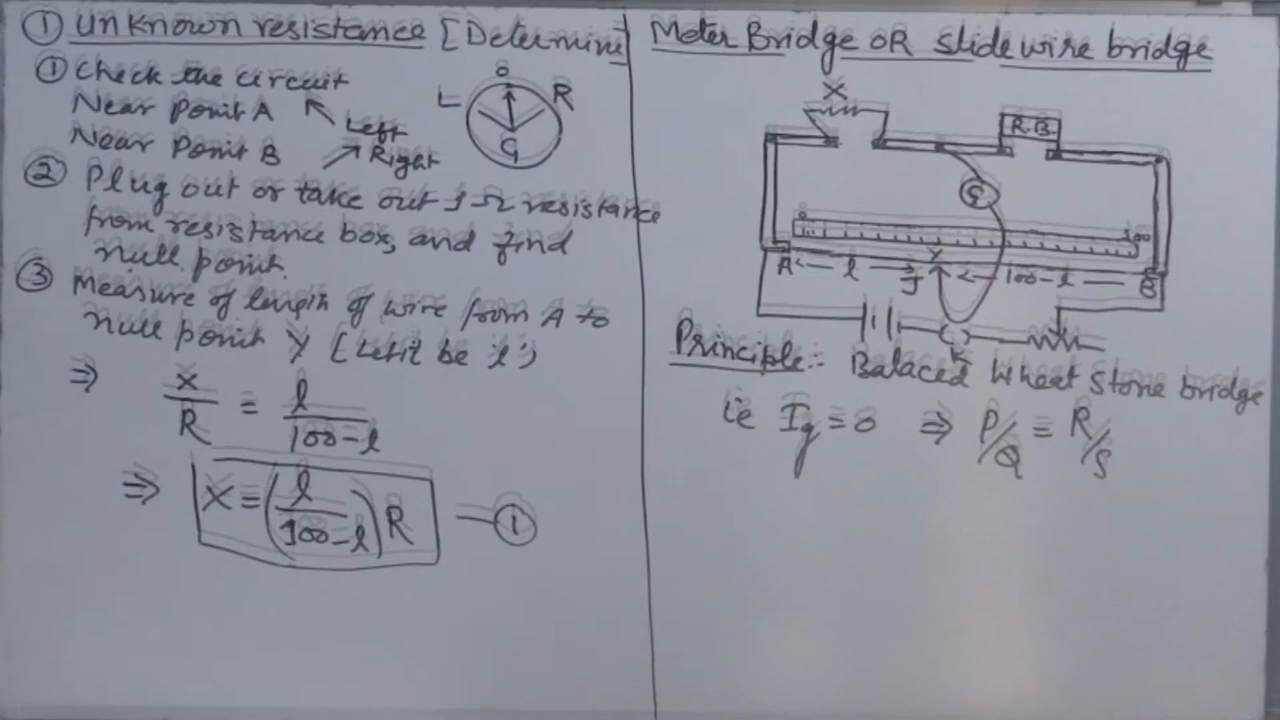 ① Unknown resistance [Determine]
① Check the circuit
Near Point A ↖ Left
Near Point B ↗ Right
L 0 R
G
② Plug out or take out 1 Ω resistance
from resistance box, and find
null point.
③ Measure of length of wire from A to
Null point Y (Let it be 'l')
⇒ X/R = l/(100-l)
⇒ X = (l/(100-l)) R — ①
Meter Bridge OR slide wire bridge
X
R.B.
G
0 100
Y
A ← l → J ← 100-l — B
K
Principle:- Balaced Wheat Stone bridge
ie Ig = 0 ⇒ P/Q = R/S